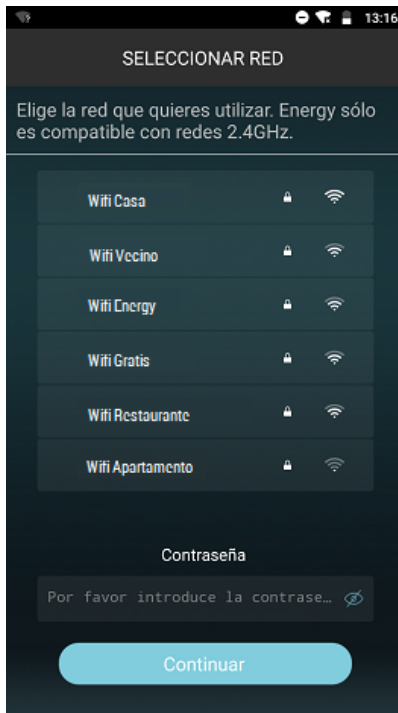 13:16
SELECCIONAR RED
Elige la red que quieres utilizar. Energy sólo
es compatible con redes 2.4GHz.
Wifi Casa
Wifi Vecino
Wifi Energy
Wifi Gratis
Wifi Restaurante
Wifi Apartamento
Contraseña
Por favor introduce la contrase…
Continuar